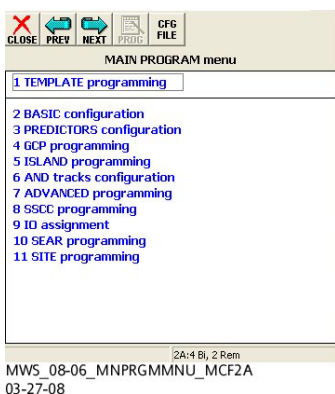 CLOSE PREV NEXT PROG CFG FILE
MAIN PROGRAM menu
1 TEMPLATE programming
2 BASIC configuration
3 PREDICTORS configuration
4 GCP programming
5 ISLAND programming
6 AND tracks configuration
7 ADVANCED programming
8 SSCC programming
9 IO assignment
10 SEAR programming
11 SITE programming
2A:4 Bi, 2 Rem
MWS_08-06_MNPRGMMNU_MCF2A
03-27-08